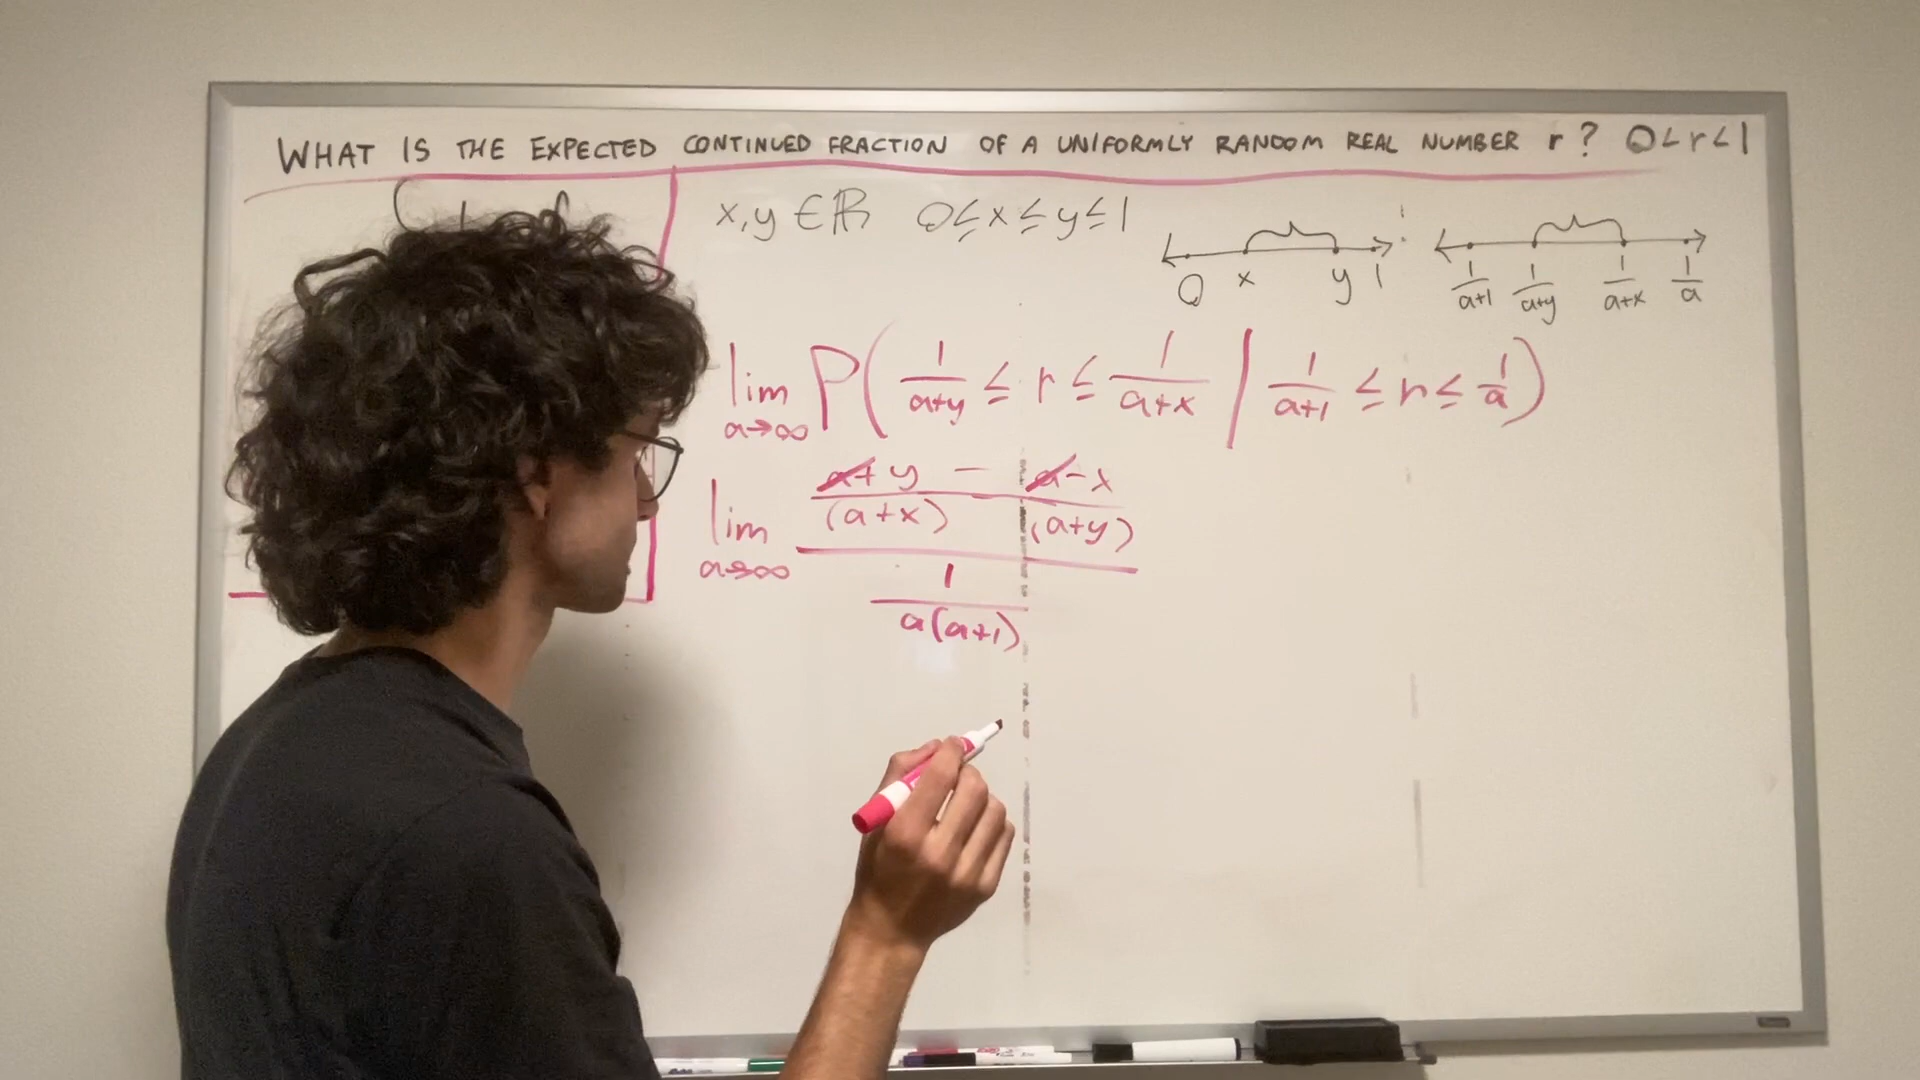 WHAT IS THE EXPECTED CONTINUED FRACTION OF A UNIFORMLY RANDOM REAL NUMBER r? 0<r<1
x,y ∈ ℝ 0≤x≤y≤1
0 x y 1
1/(a+1) 1/(a+y) 1/(a+x) 1/a
lim a→∞ P( 1/(a+y) ≤ r ≤ 1/(a+x) | 1/(a+1) ≤ r ≤ 1/a )
lim a→∞
a+y - a-x
(a+x) (a+y)
1
a(a+1)